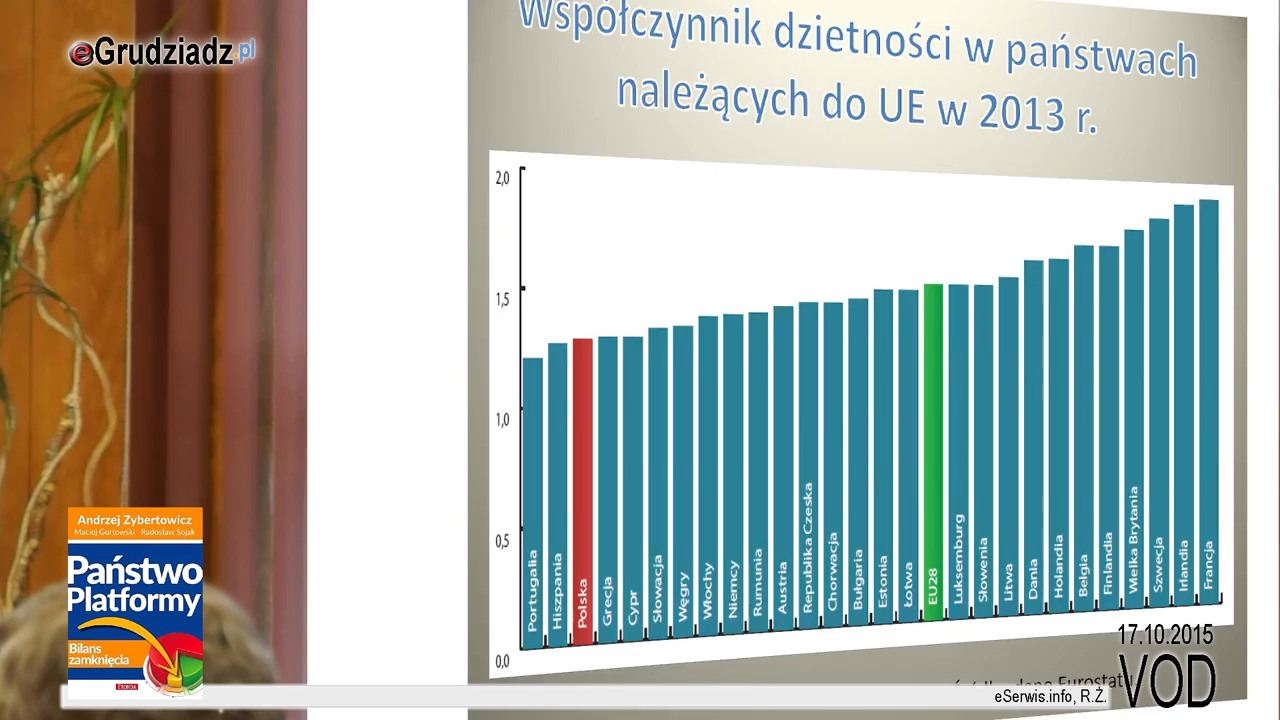 eGrudziadz.pl
Współczynnik dzietności w państwach
należących do UE w 2013 r.
2,0
1,5
1,0
0,5
0,0
Portugalia
Hiszpania
Polska
Grecja
Cypr
Słowacja
Węgry
Włochy
Niemcy
Rumunia
Austria
Republika Czeska
Chorwacja
Bułgaria
Estonia
Łotwa
EU28
Luksemburg
Słowenia
Litwa
Dania
Holandia
Belgia
Finlandia
Wielka Brytania
Szwecja
Irlandia
Francja
Andrzej Zybertowicz
Maciej Gurtowski Radosław Sojak
Państwo
Platformy
Bilans
zamknięcia
17.10.2015
VOD
Eurostatu
eSerwis.info, R.Ż.